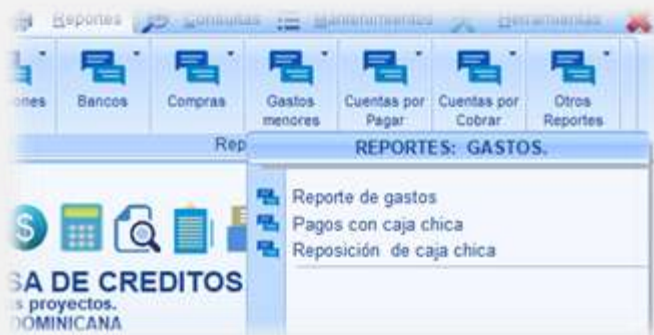 Reportes Consultas Mantenimientos Herramientas
ones Bancos Compras Gastos menores Cuentas por Pagar Cuentas por Cobrar Otros Reportes
Rep
REPORTES: GASTOS.
Reporte de gastos
Pagos con caja chica
Reposición de caja chica
SA DE CREDITOS
s proyectos.
DOMINICANA